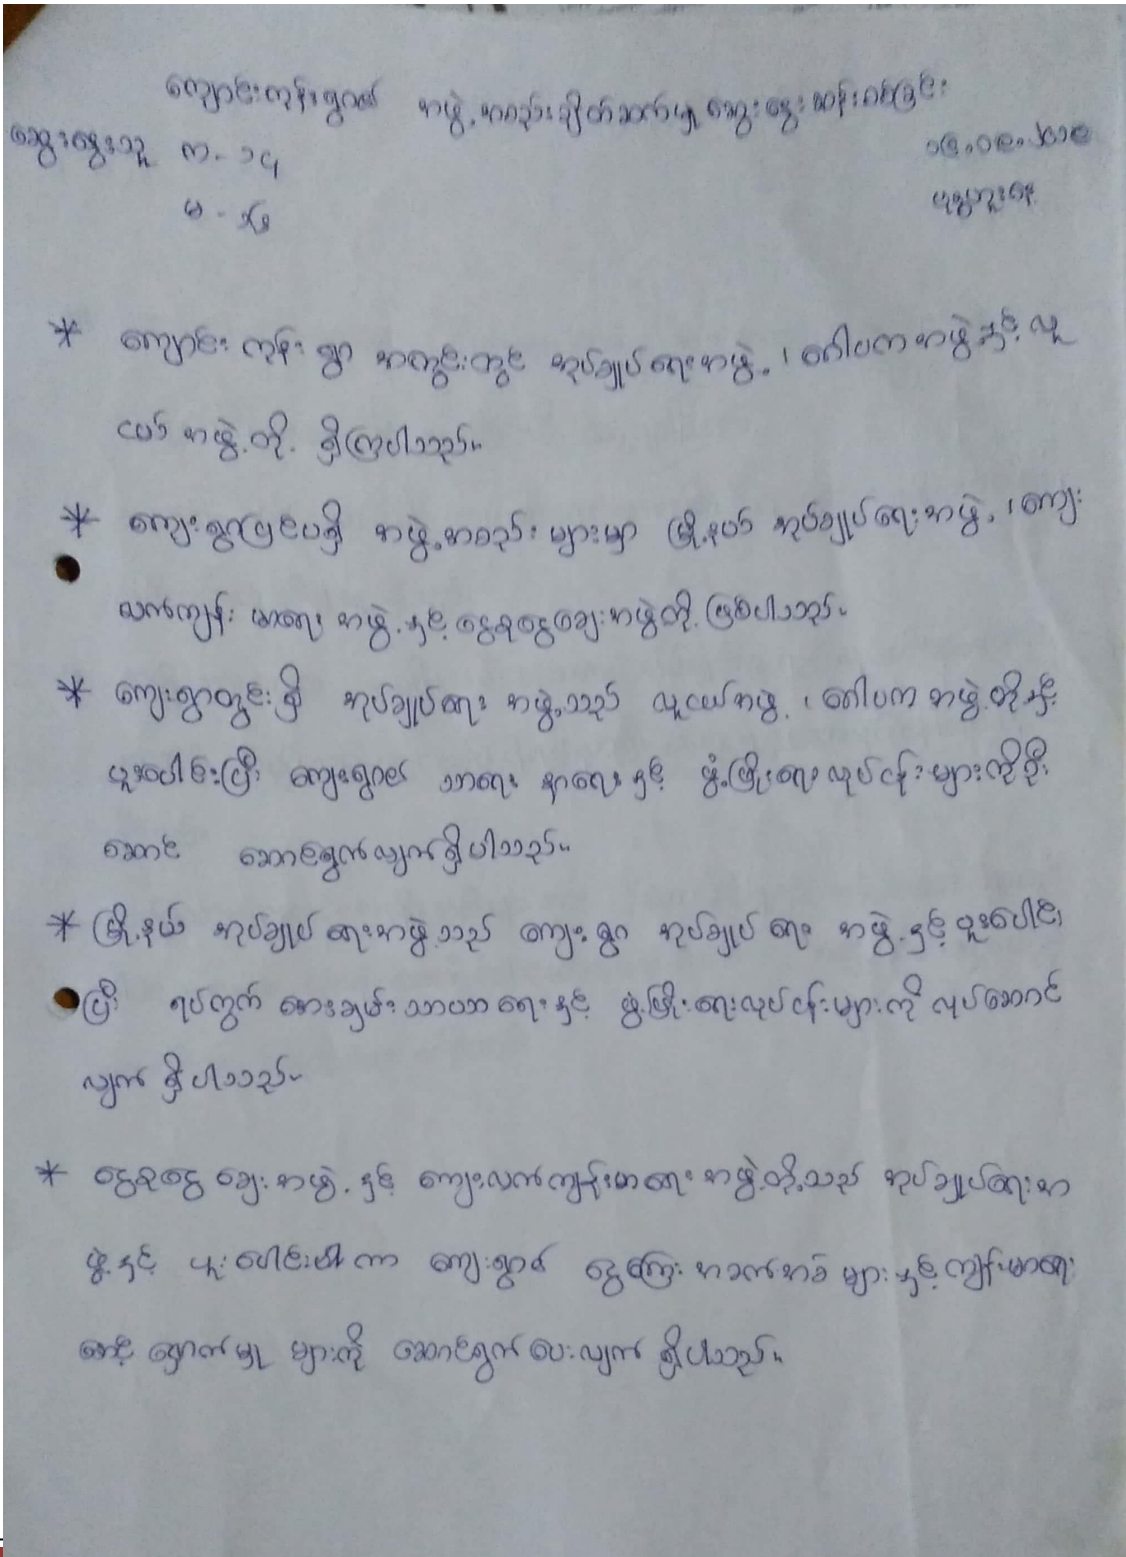 ကျောင်းကုန်းရွာ၏ အဖွဲ့အစည်းချိတ်ဆက်မှု ဆွေးနွေးဆန်းစစ်ခြင်း
ဆွေးနွေးသူ က - ၁၄
မ -
၁၉.၀၉.၂၀၁၉
*   ကျောင်းကုန်းရွာ အတွင်းတွင် အုပ်ချုပ်ရေးအဖွဲ့ ၊ ဂေါပကအဖွဲ့နှင့် လူ
ငယ် အဖွဲ့တို့ ရှိကြပါသည်။
*   ကျေးရွာပြင်ပရှိ အဖွဲ့အစည်းများမှာ မြို့နယ် အုပ်ချုပ်ရေးအဖွဲ့ ၊ ကျေး
လက်ကျန်းမာရေး အဖွဲ့နှင့် ငွေစုငွေချေးအဖွဲ့တို့ ဖြစ်ပါသည်။
*   ကျေးရွာတွင်းရှိ အုပ်ချုပ်ရေး အဖွဲ့သည် လူငယ်အဖွဲ့ ၊ ဂေါပက အဖွဲ့တို့နှင့်
ပူးပေါင်းပြီး ကျေးရွာ၏ သာရေး နာရေးနှင့် ဖွံ့ဖြိုးရေးလုပ်ငန်းများကိုဦး
ဆောင် ဆောင်ရွက်လျက်ရှိပါသည်။
* မြို့နယ် အုပ်ချုပ်ရေးအဖွဲ့သည် ကျေးရွာ အုပ်ချုပ်ရေး အဖွဲ့နှင့်ပူးပေါင်း
ပြီး ရပ်ရွက် အေးချမ်းသာယာရေးနှင့် ဖွံ့ဖြိုးရေးလုပ်ငန်းများကို လုပ်ဆောင်
လျက် ရှိပါသည်။
*   ငွေစုငွေချေးအဖွဲ့ နှင့် ကျေးလက်ကျန်းမာရေးအဖွဲ့တို့သည် အုပ်ချုပ်ရေးအ
ဖွဲ့နှင့် ပူးပေါင်းကာ ကျေးရွာ၏ ငွေကြေးအခက်အခဲများနှင့် ကျန်းမာရေး
စောင့်ရှောက်မှု များကို ဆောင်ရွက်ပေးလျက် ရှိပါသည်။